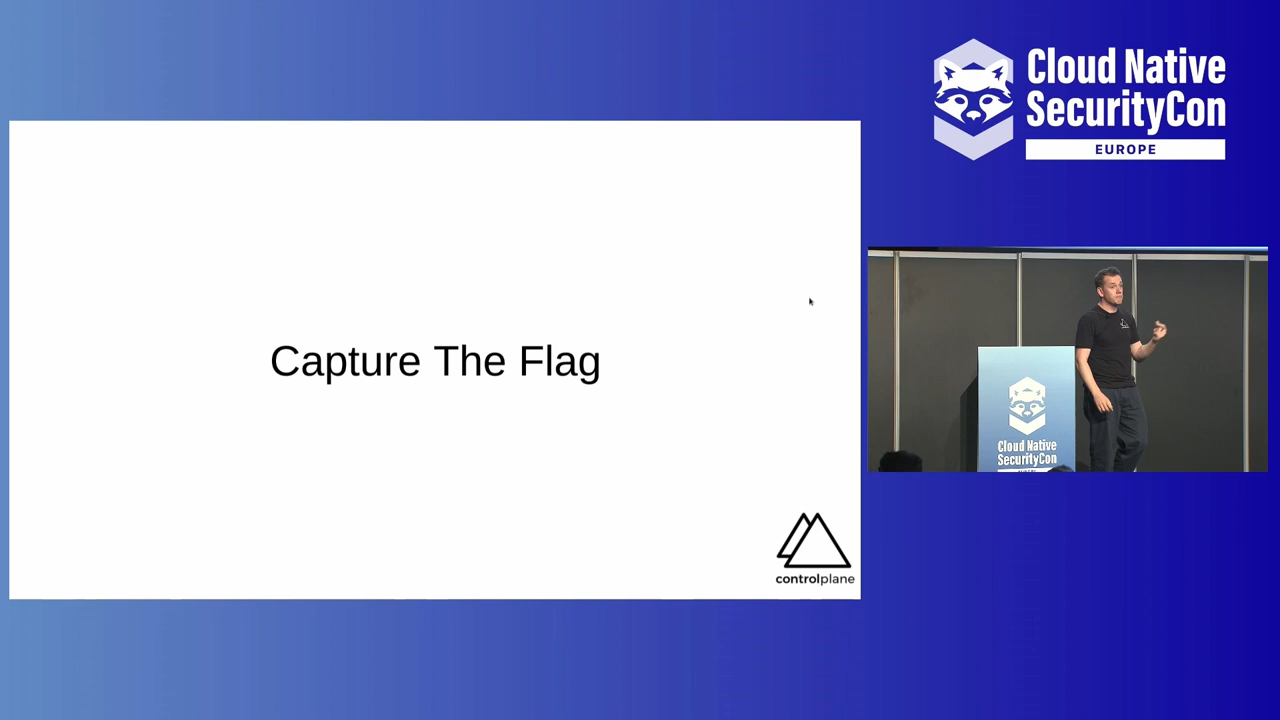 Cloud Native
SecurityCon
EUROPE
Capture The Flag
controlplane
Cloud Native
SecurityCon